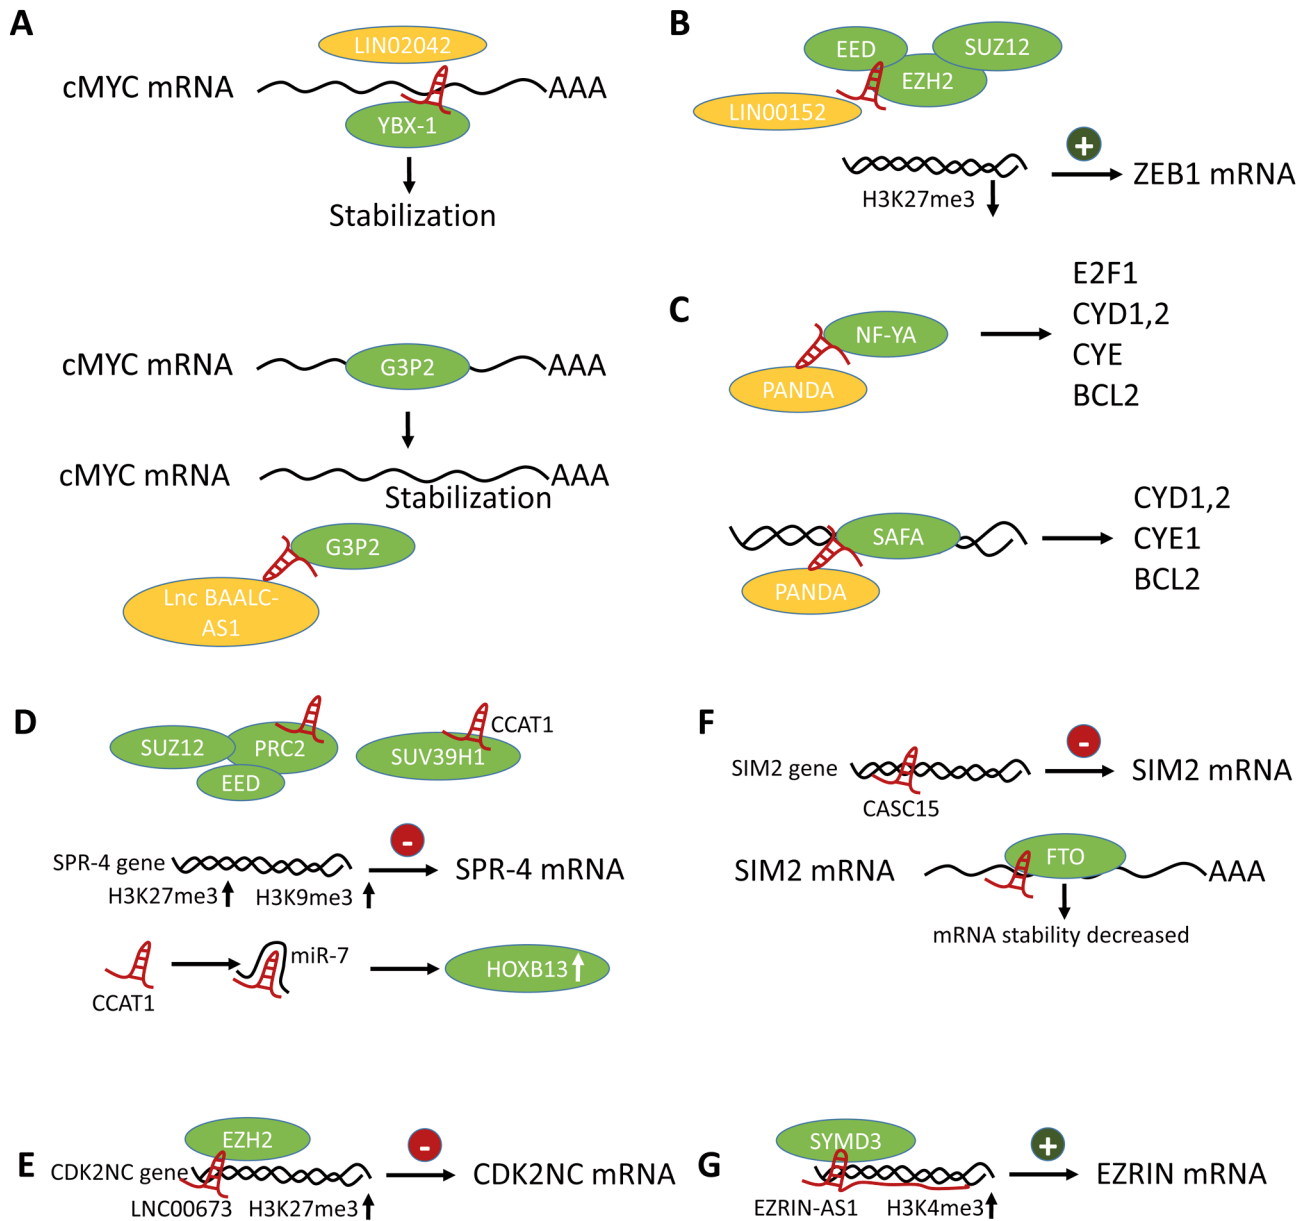 A
LIN02042
cMYC mRNA
AAA
YBX-1
Stabilization
cMYC mRNA
G3P2
AAA
cMYC mRNA
AAA
Stabilization
G3P2
Lnc BAALC-
AS1
B
EED
SUZ12
EZH2
LIN00152
+
ZEB1 mRNA
H3K27me3
C
NF-YA
PANDA
E2F1
CYD1,2
CYE
BCL2
SAFA
PANDA
CYD1,2
CYE1
BCL2
D
SUZ12
PRC2
EED
CCAT1
SUV39H1
SPR-4 gene
-
SPR-4 mRNA
H3K27me3
H3K9me3
CCAT1
miR-7
HOXB13
F
SIM2 gene
-
SIM2 mRNA
CASC15
SIM2 mRNA
FTO
AAA
mRNA stability decreased
E
EZH2
CDK2NC gene
-
CDK2NC mRNA
LNC00673
H3K27me3
G
SYMD3
+
EZRIN mRNA
EZRIN-AS1
H3K4me3